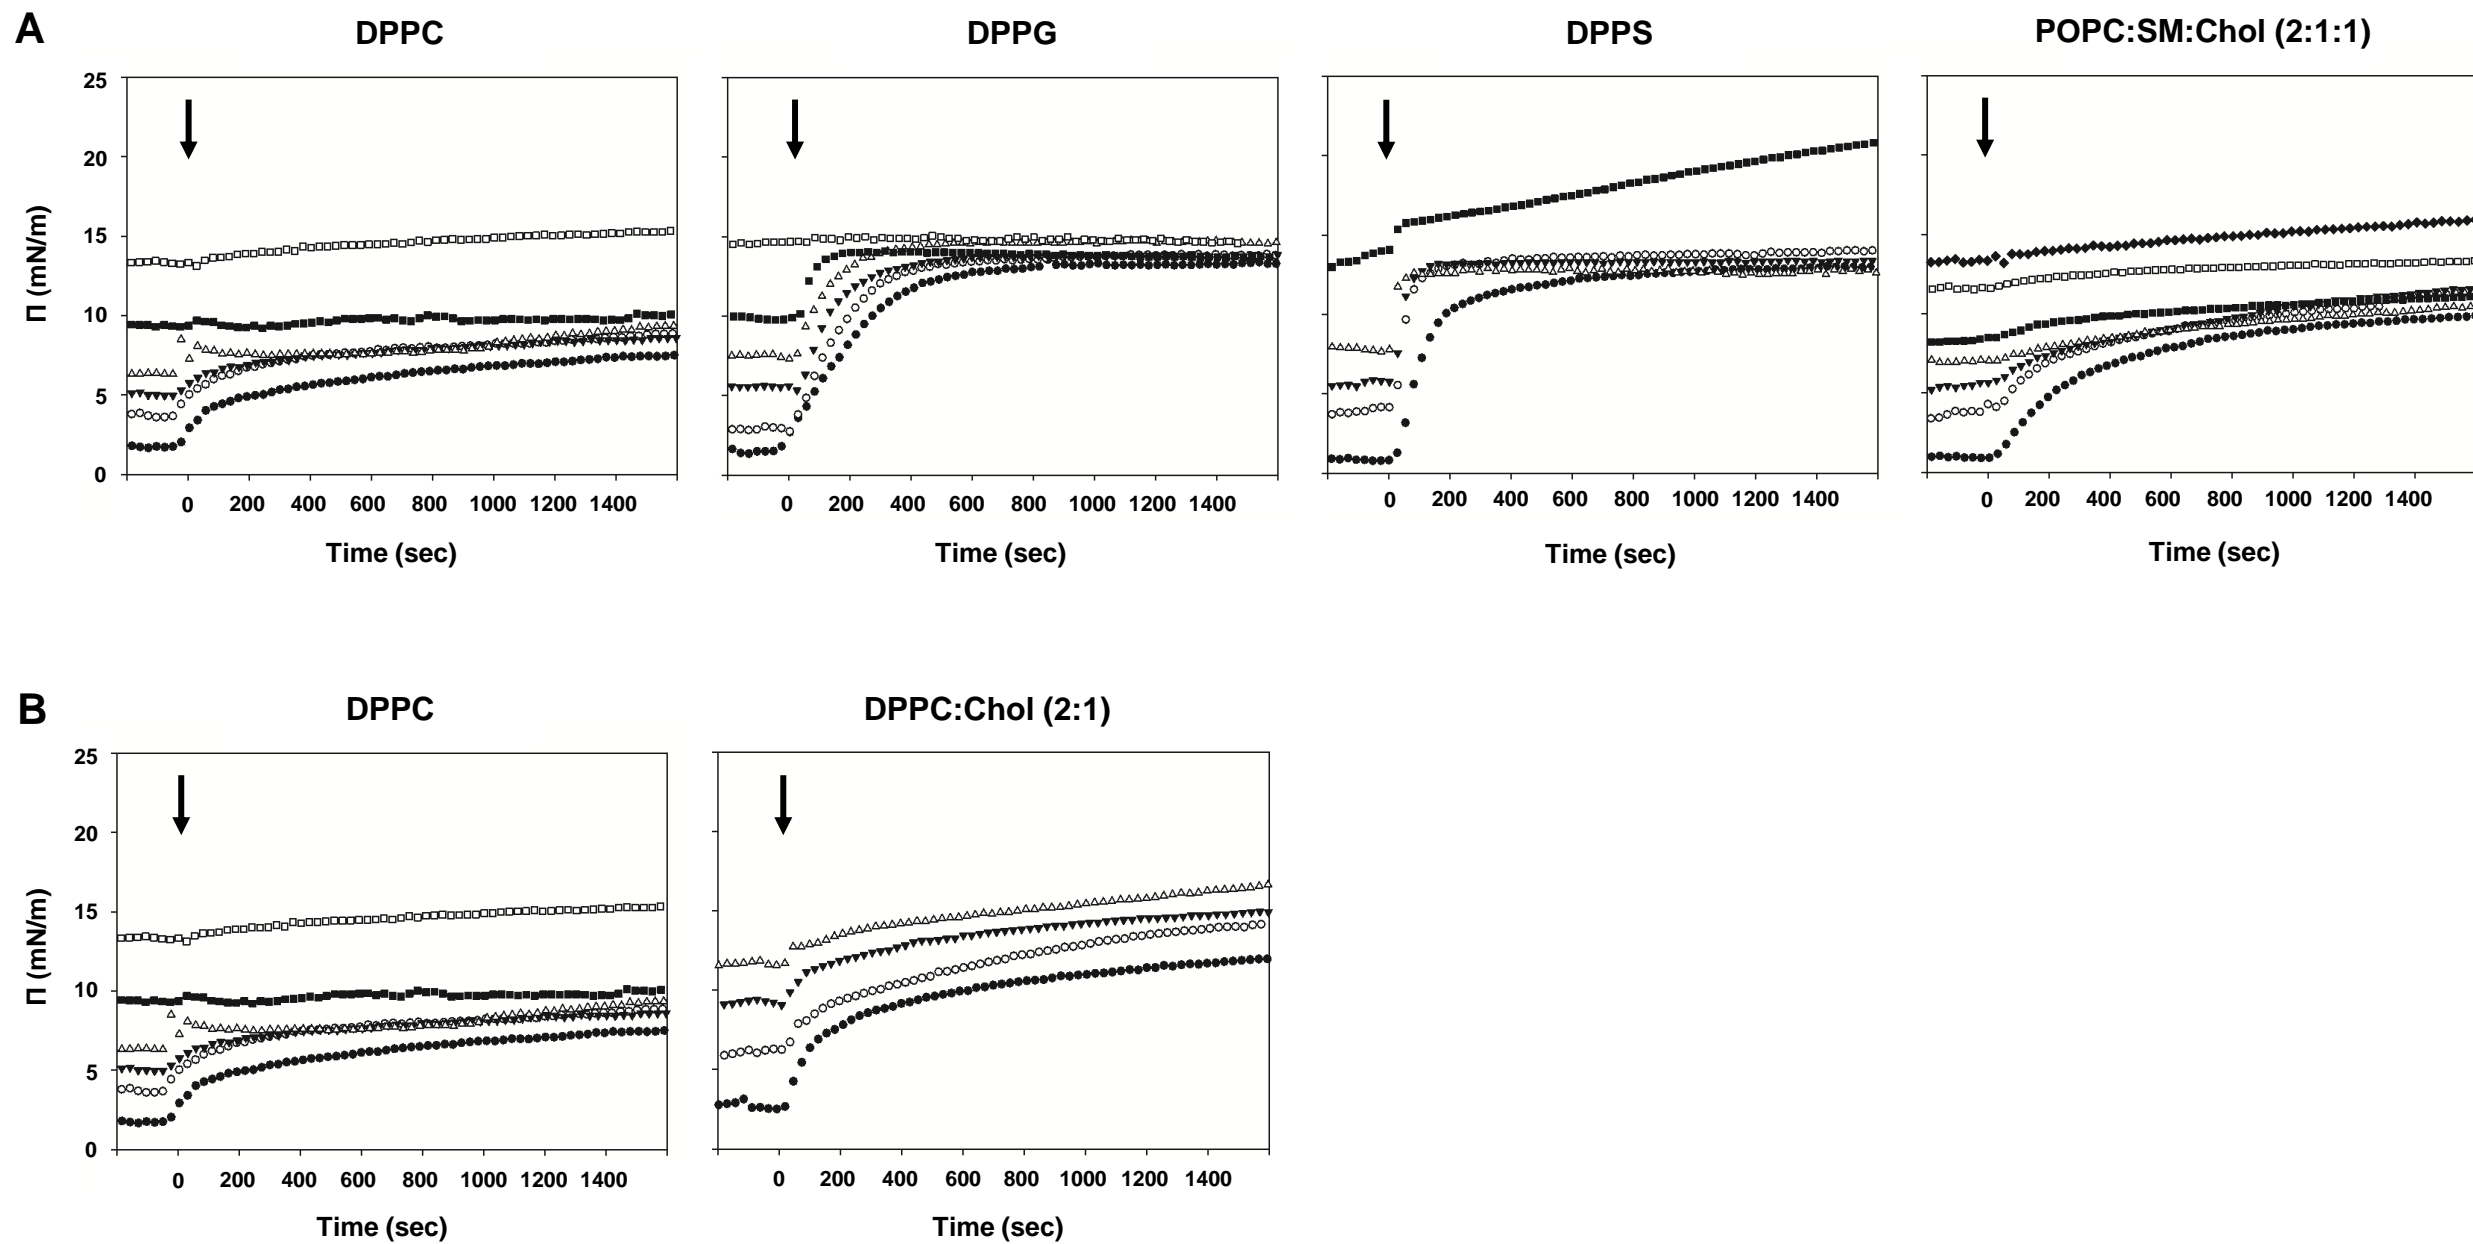 A
DPPC DPPG DPPS POPC:SM:Chol (2:1:1)
25
20
15
10
5
0
Π (mN/m)
0 200 400 600 800 1000 1200 1400
0 200 400 600 800 1000 1200 1400
0 200 400 600 800 1000 1200 1400
0 200 400 600 800 1000 1200 1400
Time (sec) Time (sec) Time (sec) Time (sec)
B
DPPC DPPC:Chol (2:1)
25
20
15
10
5
0
Π (mN/m)
0 200 400 600 800 1000 1200 1400
0 200 400 600 800 1000 1200 1400
Time (sec) Time (sec)